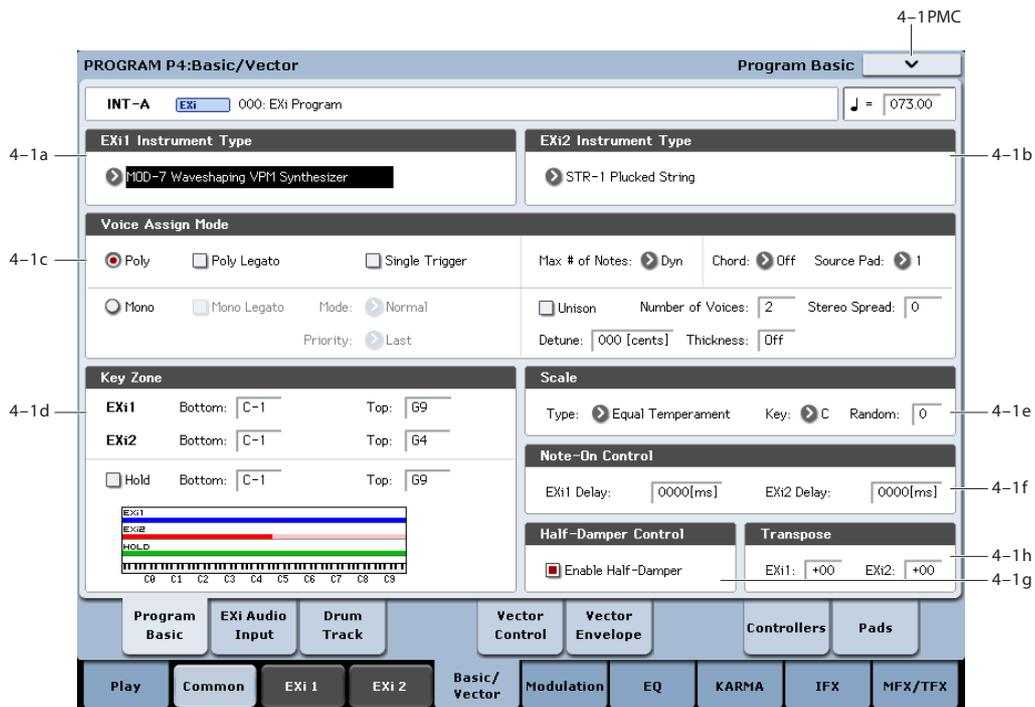 4–1PMC
PROGRAM P4:Basic/Vector Program Basic
INT-A EXi 000: EXi Program ♩ = 073.00
4–1a EXi1 Instrument Type EXi2 Instrument Type 4–1b
MOD-7 Waveshaping VPM Synthesizer STR-1 Plucked String
Voice Assign Mode
4–1c Poly Poly Legato Single Trigger Max # of Notes: Dyn Chord: Off Source Pad: 1
Mono Mono Legato Mode: Normal Unison Number of Voices: 2 Stereo Spread: 0
Priority: Last Detune: 000 [cents] Thickness: Off
Key Zone Scale
4–1d EXi1 Bottom: C-1 Top: G9 Type: Equal Temperament Key: C Random: 0 4–1e
EXi2 Bottom: C-1 Top: G4
Note-On Control
Hold Bottom: C-1 Top: G9 EXi1 Delay: 0000[ms] EXi2 Delay: 0000[ms] 4–1f
EXi1
EXi2
HOLD
C0 C1 C2 C3 C4 C5 C6 C7 C8 C9
Half-Damper Control Transpose
4–1h
Enable Half-Damper EXi1: +00 EXi2: +00
4–1g
Program Basic EXi Audio Input Drum Track Vector Control Vector Envelope Controllers Pads
Play Common EXi 1 EXi 2 Basic/Vector Modulation EQ KARMA IFX MFX/TFX